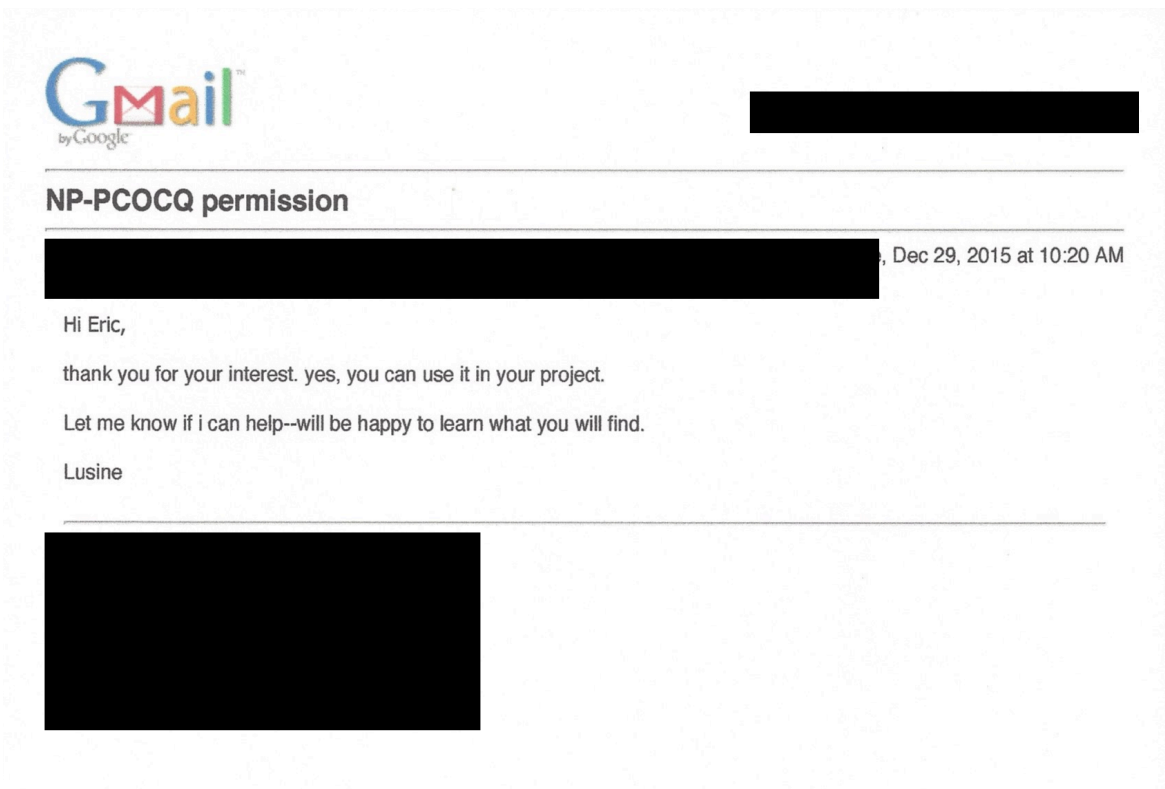 Gmail™
by Google
NP-PCOCQ permission
, Dec 29, 2015 at 10:20 AM
Hi Eric,
thank you for your interest. yes, you can use it in your project.
Let me know if i can help--will be happy to learn what you will find.
Lusine